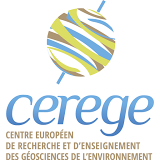 cerege
CENTRE EUROPÉEN
DE RECHERCHE ET D'ENSEIGNEMENT
DES GÉOSCIENCES DE L'ENVIRONNEMENT